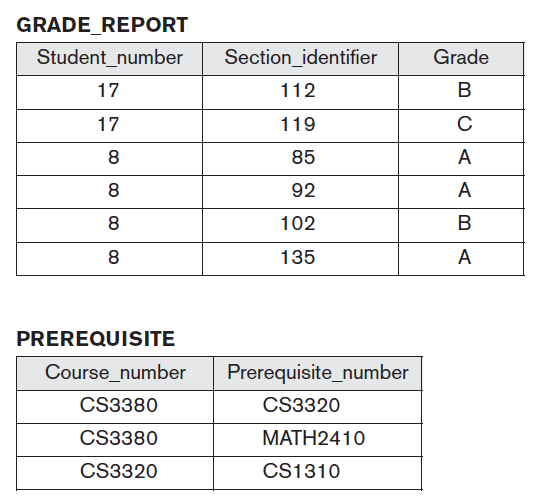 GRADE_REPORT
Student_number Section_identifier Grade
17 112 B
17 119 C
8 85 A
8 92 A
8 102 B
8 135 A
PREREQUISITE
Course_number Prerequisite_number
CS3380 CS3320
CS3380 MATH2410
CS3320 CS1310